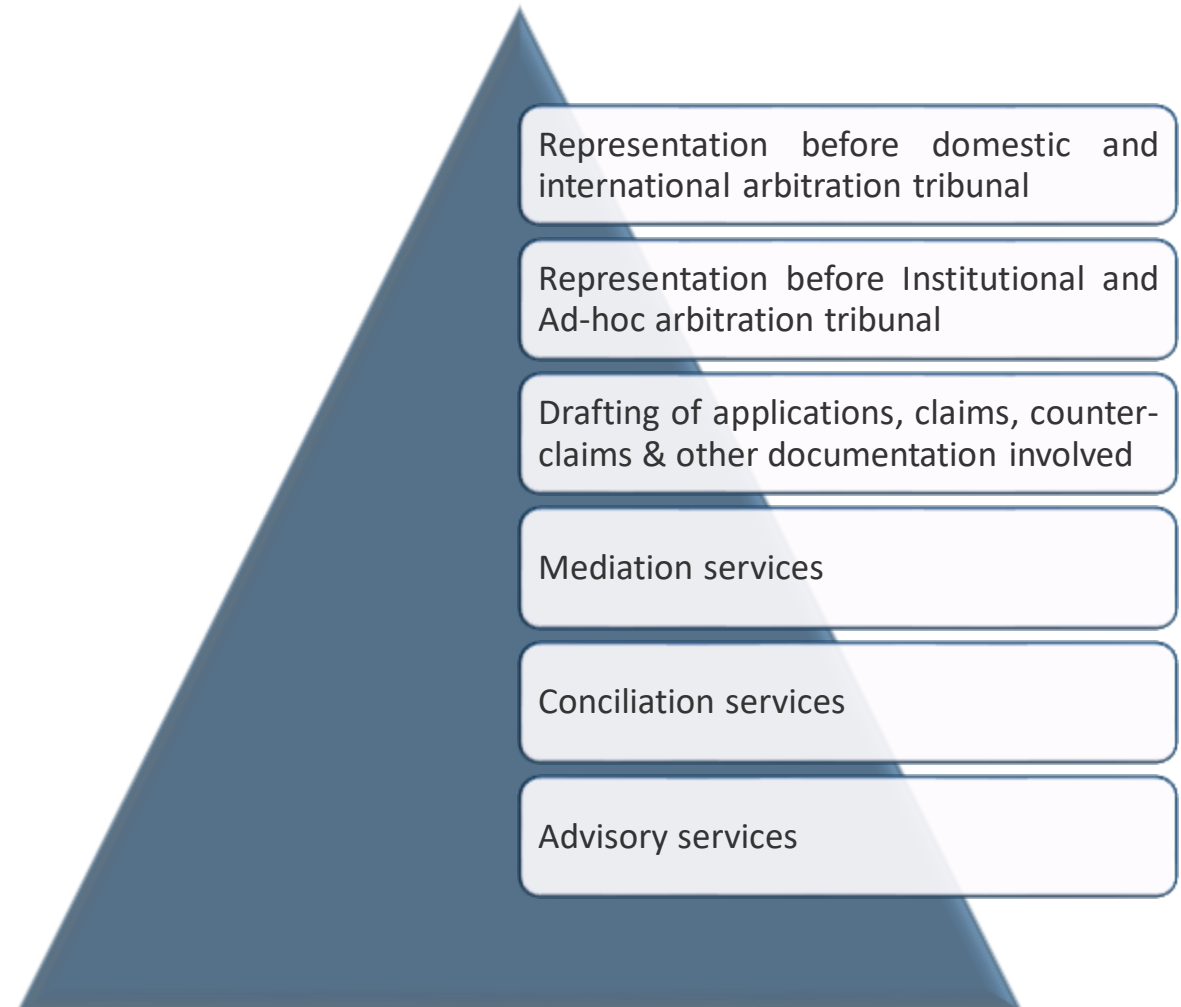 Representation before domestic and
international arbitration tribunal
Representation before Institutional and
Ad-hoc arbitration tribunal
Drafting of applications, claims, counter-
claims & other documentation involved
Mediation services
Conciliation services
Advisory services